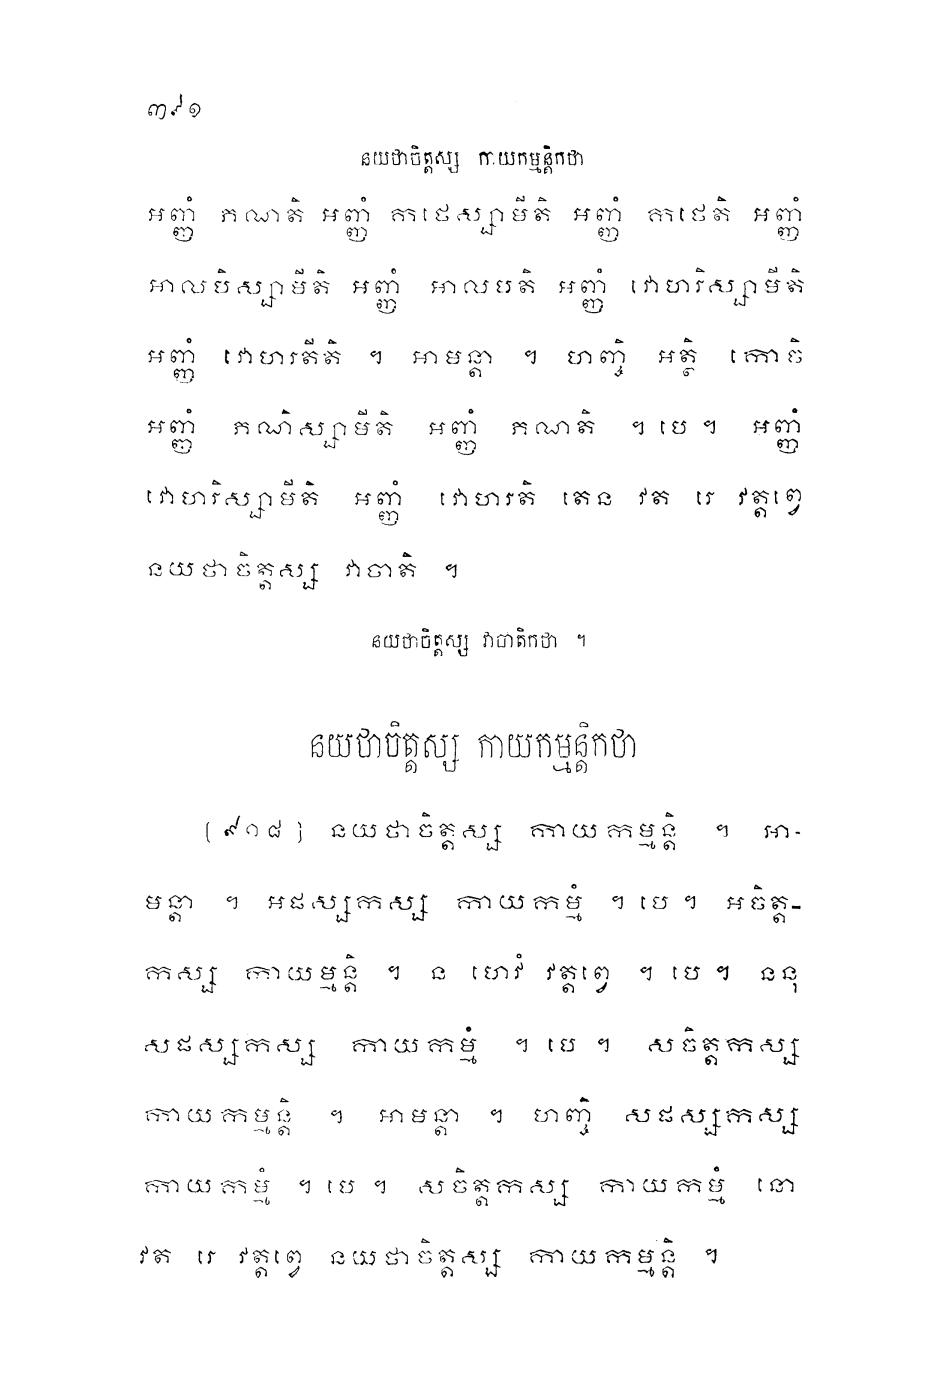 ៣៩១
នយថាចិត្តស្ស កាយកម្មន្តិកថា
អញ្ញំ ភណតិ អញ្ញំ កថេស្សាមីតិ អញ្ញំ កថេតិ អញ្ញំ
អាលបិស្សាមីតិ អញ្ញំ អាលបតិ អញ្ញំ វោហរិស្សាមីតិ
អញ្ញំ វោហរតីតិ ។ អាមន្តា ។ ហញ្ចិ អត្ថិ កោចិ
អញ្ញំ ភណិស្សាមីតិ អញ្ញំ ភណតិ ។បេ។ អញ្ញំ
វោហរិស្សាមីតិ អញ្ញំ វោហរតិ តេន វត រេ វត្តព្វេ
នយថាចិត្តស្ស វាចាតិ ។
នយថាចិត្តស្ស វាចាតិកថា ។
នយថាចិត្តស្ស កាយកម្មន្តិកថា
(៩១៨) នយថាចិត្តស្ស កាយកម្មន្តិ ។ អា-
មន្តា ។ អផស្សកស្ស កាយកម្មំ ។បេ។ អចិត្ត-
កស្ស កាយម្មន្តិ ។ ន ហេវំ វត្តព្វេ ។បេ។ ននុ
សផស្សកស្ស កាយកម្មំ ។បេ។ សចិត្តកស្ស
កាយកម្មន្តិ ។ អាមន្តា ។ ហញ្ចិ សផស្សកស្ស
កាយកម្មំ ។បេ។ សចិត្តកស្ស កាយកម្មំ នោ
វត រេ វត្តព្វេ នយថាចិត្តស្ស កាយកម្មន្តិ ។